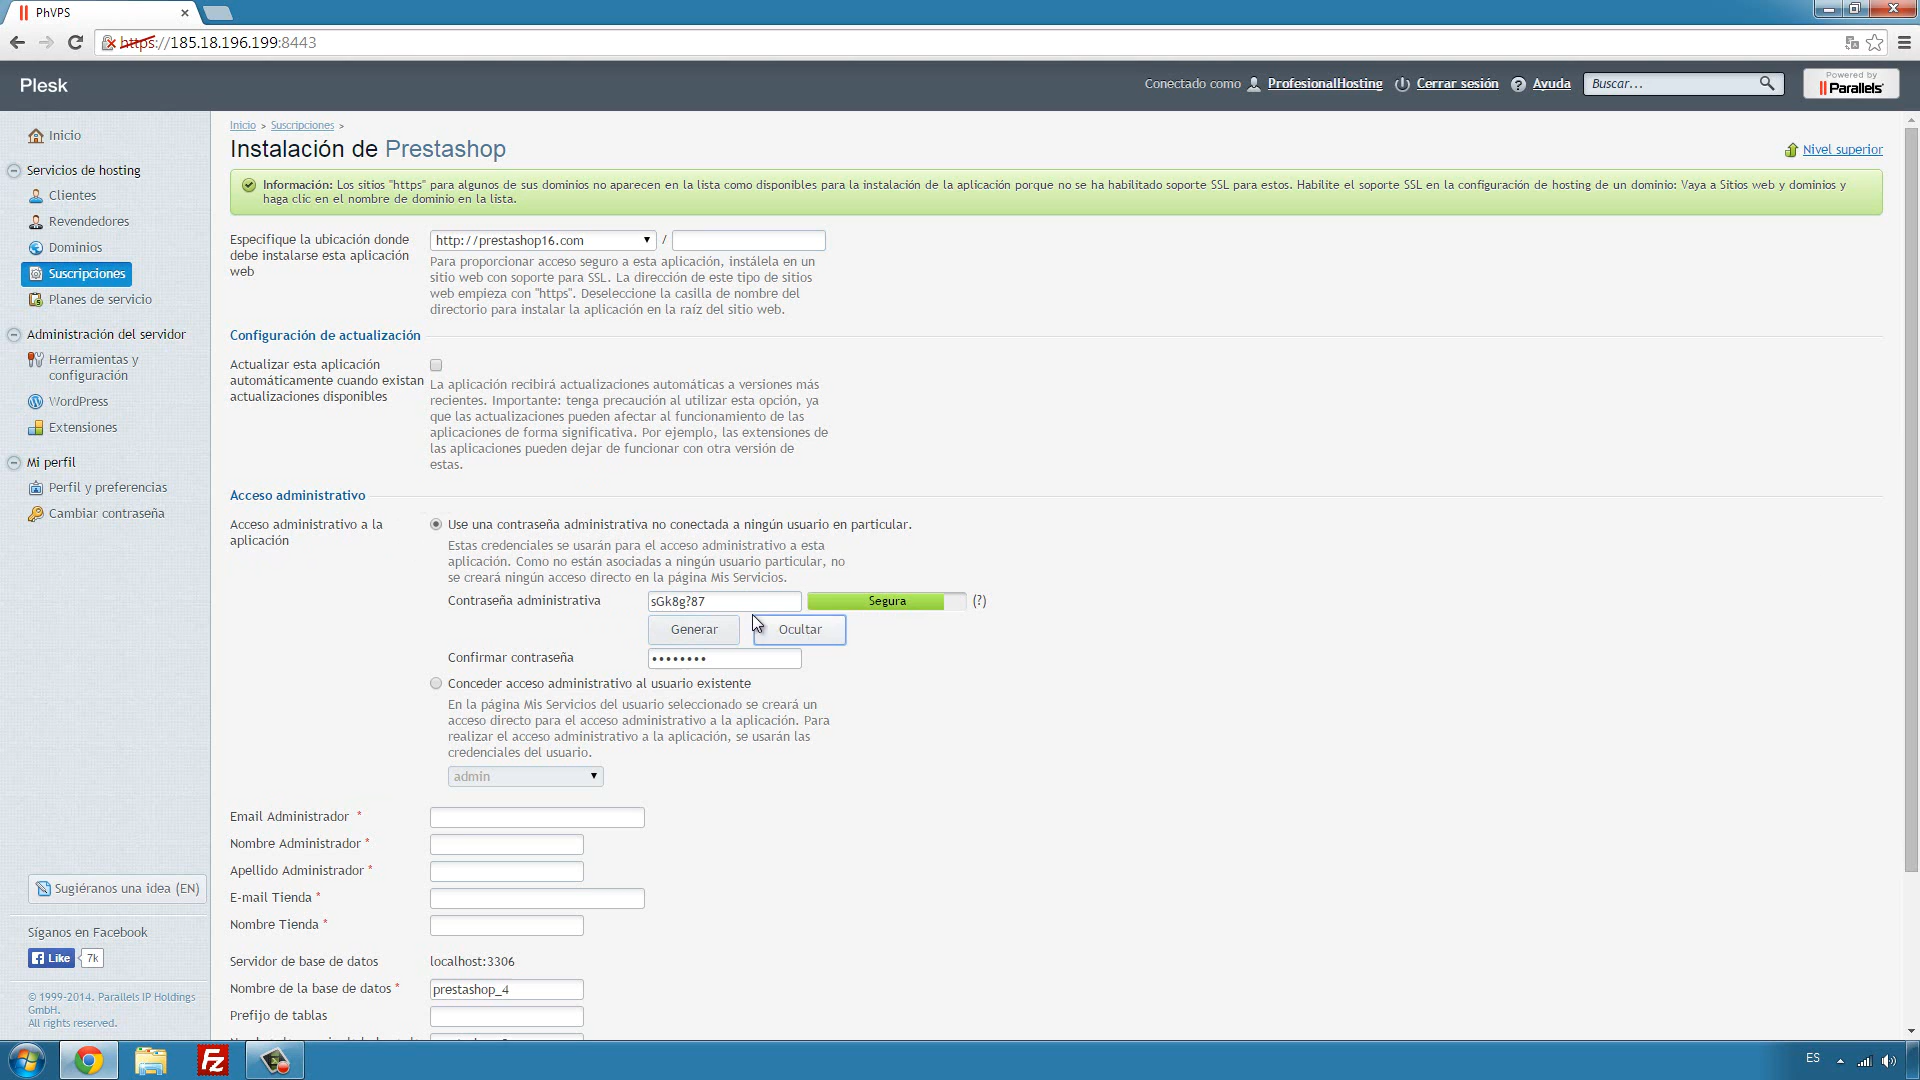 PhVPS
https://185.18.196.199:8443
Plesk
Conectado como ProfesionalHosting Cerrar sesión Ayuda Buscar...
Powered by
Parallels
Inicio
Servicios de hosting
Clientes
Revendedores
Dominios
Suscripciones
Planes de servicio
Administración del servidor
Herramientas y
configuración
WordPress
Extensiones
Mi perfil
Perfil y preferencias
Cambiar contraseña
Sugiéranos una idea (EN)
Síganos en Facebook
Like 7k
© 1999-2014. Parallels IP Holdings
GmbH.
All rights reserved.
Inicio > Suscripciones >
Instalación de Prestashop
Nivel superior
Información: Los sitios "https" para algunos de sus dominios no aparecen en la lista como disponibles para la instalación de la aplicación porque no se ha habilitado soporte SSL para estos. Habilite el soporte SSL en la configuración de hosting de un dominio: Vaya a Sitios web y dominios y
haga clic en el nombre de dominio en la lista.
Especifique la ubicación donde
debe instalarse esta aplicación
web
http://prestashop16.com /
Para proporcionar acceso seguro a esta aplicación, instálela en un
sitio web con soporte para SSL. La dirección de este tipo de sitios
web empieza con "https". Deseleccione la casilla de nombre del
directorio para instalar la aplicación en la raíz del sitio web.
Configuración de actualización
Actualizar esta aplicación
automáticamente cuando existan
actualizaciones disponibles
La aplicación recibirá actualizaciones automáticas a versiones más
recientes. Importante: tenga precaución al utilizar esta opción, ya
que las actualizaciones pueden afectar al funcionamiento de las
aplicaciones de forma significativa. Por ejemplo, las extensiones de
las aplicaciones pueden dejar de funcionar con otra versión de
estas.
Acceso administrativo
Acceso administrativo a la
aplicación
Use una contraseña administrativa no conectada a ningún usuario en particular.
Estas credenciales se usarán para el acceso administrativo a esta
aplicación. Como no están asociadas a ningún usuario particular, no
se creará ningún acceso directo en la página Mis Servicios.
Contraseña administrativa sGk8g?87 Segura (?)
Generar Ocultar
Confirmar contraseña ••••••••
Conceder acceso administrativo al usuario existente
En la página Mis Servicios del usuario seleccionado se creará un
acceso directo para el acceso administrativo a la aplicación. Para
realizar el acceso administrativo a la aplicación, se usarán las
credenciales del usuario.
admin
Email Administrador *
Nombre Administrador *
Apellido Administrador *
E-mail Tienda *
Nombre Tienda *
Servidor de base de datos localhost:3306
Nombre de la base de datos * prestashop_4
Prefijo de tablas
ES